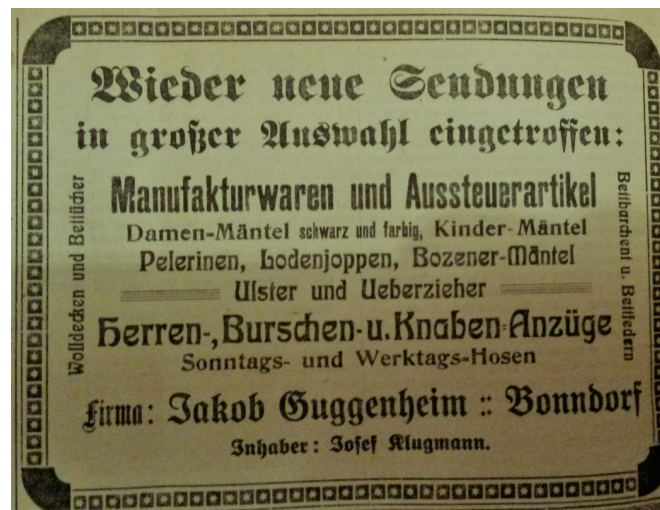 Wieder neue Sendungen
in großer Auswahl eingetroffen:
Wolldecken und Bettücher
Manufakturwaren und Aussteuerartikel
Damen-Mäntel schwarz und farbig, Kinder-Mäntel
Pelerinen, Lodenjoppen, Bozener-Mäntel
Ulster und Ueberzieher
Herren-, Burschen- u. Knaben-Anzüge
Sonntags- und Werktags-Hosen
Bettbarchent u. Bettfedern
Firma: Jakob Guggenheim :: Bonndorf
Inhaber: Josef Klugmann.